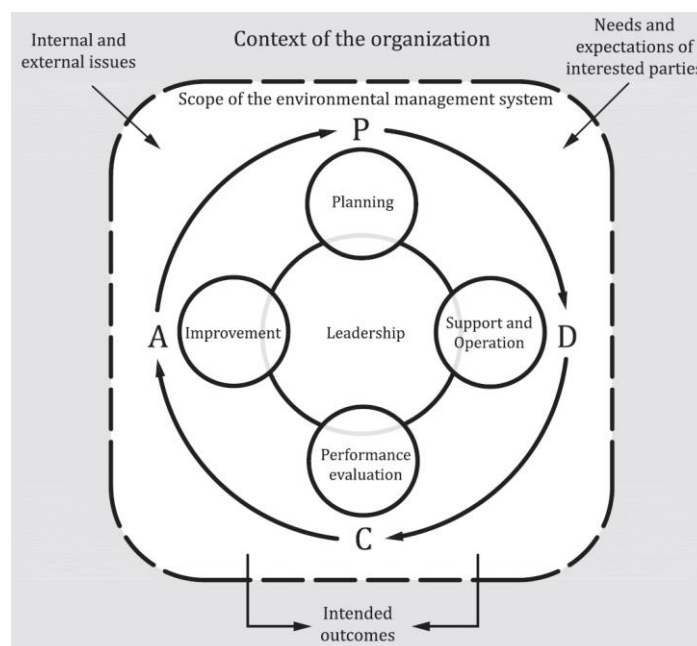 Internal and
external issues
Context of the organization
Needs and
expectations of
interested parties
Scope of the environmental management system
P
Planning
A
Improvement
Leadership
Support and
Operation
D
Performance
evaluation
C
Intended
outcomes